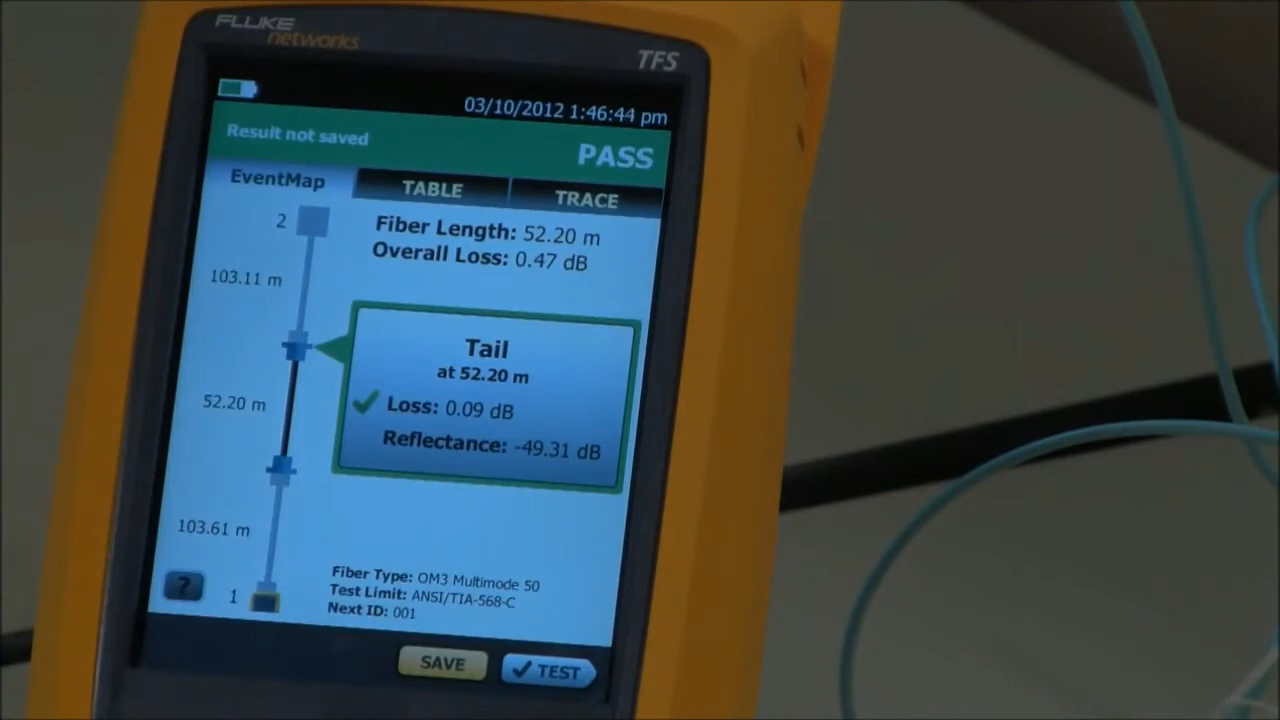 FLUKE
networks
TFS
03/10/2012 1:46:44 pm
Result not saved
PASS
EventMap
TABLE
TRACE
2
Fiber Length: 52.20 m
Overall Loss: 0.47 dB
103.11 m
Tail
at 52.20 m
52.20 m
Loss: 0.09 dB
Reflectance: -49.31 dB
103.61 m
Fiber Type: OM3 Multimode 50
Test Limit: ANSI/TIA-568-C
Next ID: 001
?
1
SAVE
TEST